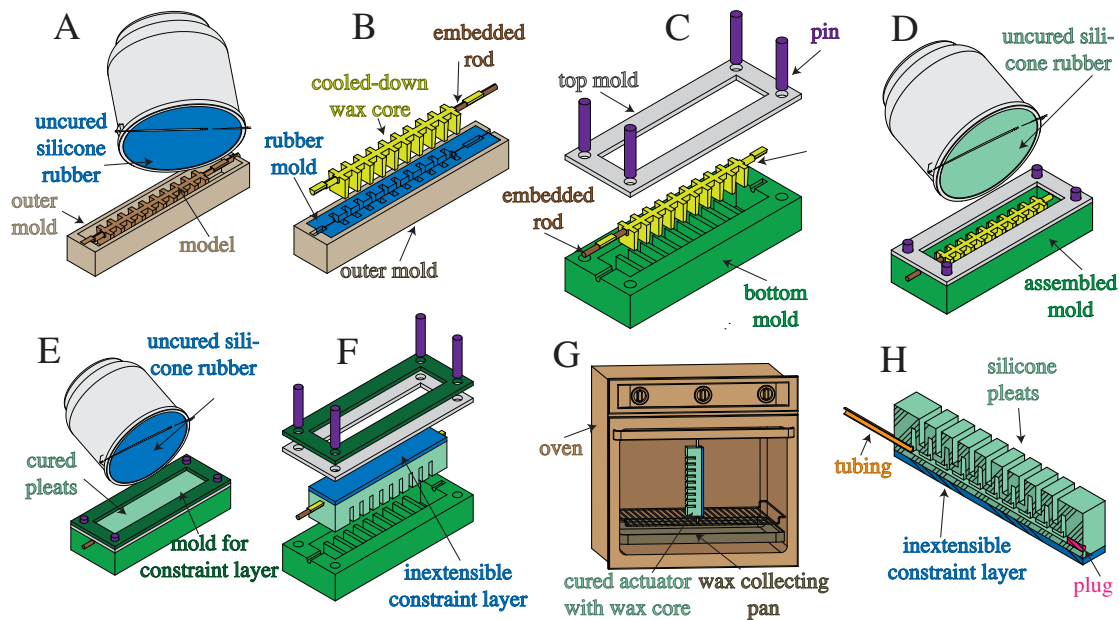 A
uncured
silicone
rubber
outer
mold
model
B
embedded
rod
cooled-down
wax core
rubber
mold
outer mold
C
pin
top mold
embedded
rod
bottom
mold
D
uncured sili-
cone rubber
assembled
mold
E
uncured sili-
cone rubber
cured
pleats
mold for
constraint layer
F
inextensible
constraint layer
G
oven
cured actuator
with wax core
wax collecting
pan
H
silicone
pleats
tubing
inextensible
constraint layer
plug